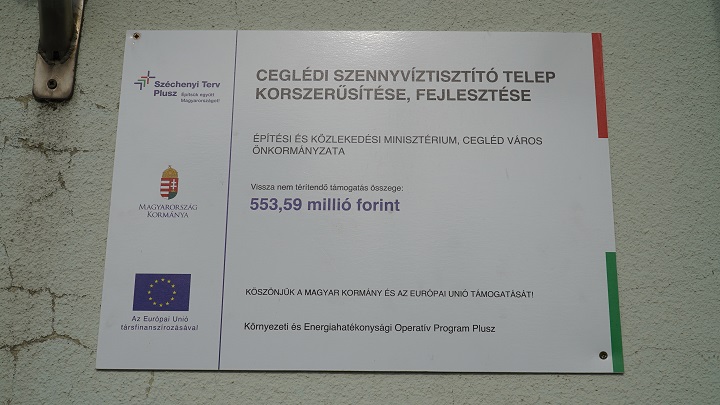 Széchenyi Terv
Plusz
Építsük együtt
Magyarországot!
MAGYARORSZÁG
KORMÁNYA
Az Európai Unió
társfinanszírozásával
CEGLÉDI SZENNYVÍZTISZTÍTÓ TELEP
KORSZERŰSÍTÉSE, FEJLESZTÉSE
ÉPÍTÉSI ÉS KÖZLEKEDÉSI MINISZTÉRIUM, CEGLÉD VÁROS
ÖNKORMÁNYZATA
Vissza nem térítendő támogatás összege:
553,59 millió forint
KÖSZÖNJÜK A MAGYAR KORMÁNY ÉS AZ EURÓPAI UNIÓ TÁMOGATÁSÁT!
Környezeti és Energiahatékonysági Operatív Program Plusz